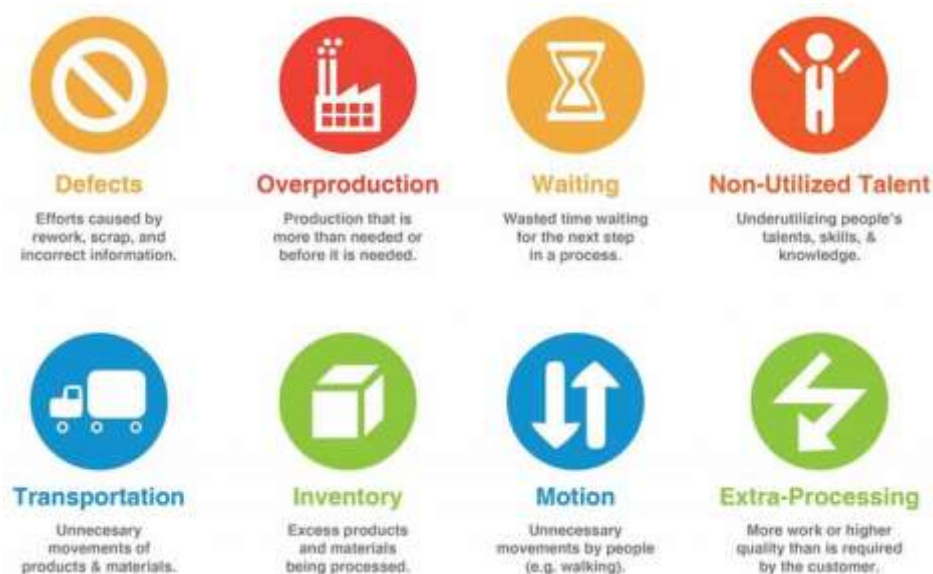 Defects
Efforts caused by
rework, scrap, and
incorrect information.
Overproduction
Production that is
more than needed or
before it is needed.
Waiting
Wasted time waiting
for the next step
in a process.
Non-Utilized Talent
Underutilizing people's
talents, skills, &
knowledge.
Transportation
Unnecesary
movements of
products & materials.
Inventory
Excess products
and materials
being processed.
Motion
Unnecessary
movements by people
(e.g. walking).
Extra-Processing
More work or higher
quality than is required
by the customer.